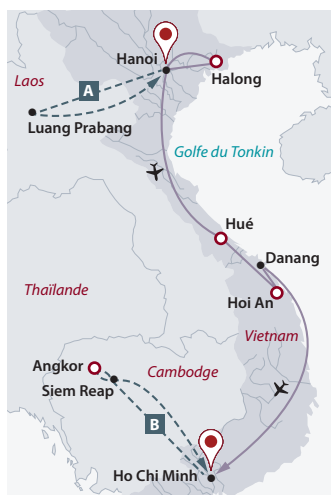 Hanoi
Laos
Halong
A
Luang Prabang
Golfe du Tonkin
Hué
Danang
Thaïlande
Hoi An
Vietnam
Angkor
Cambodge
Siem Reap
B
Ho Chi Minh